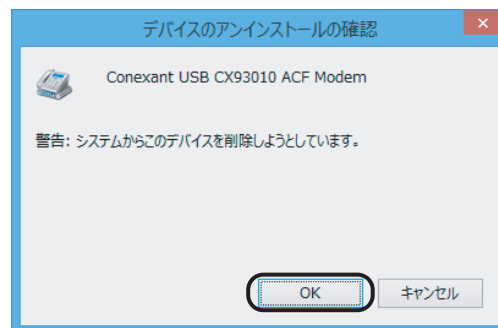 デバイスのアンインストールの確認
Conexant USB CX93010 ACF Modem
警告: システムからこのデバイスを削除しようとしています。
OK
キャンセル